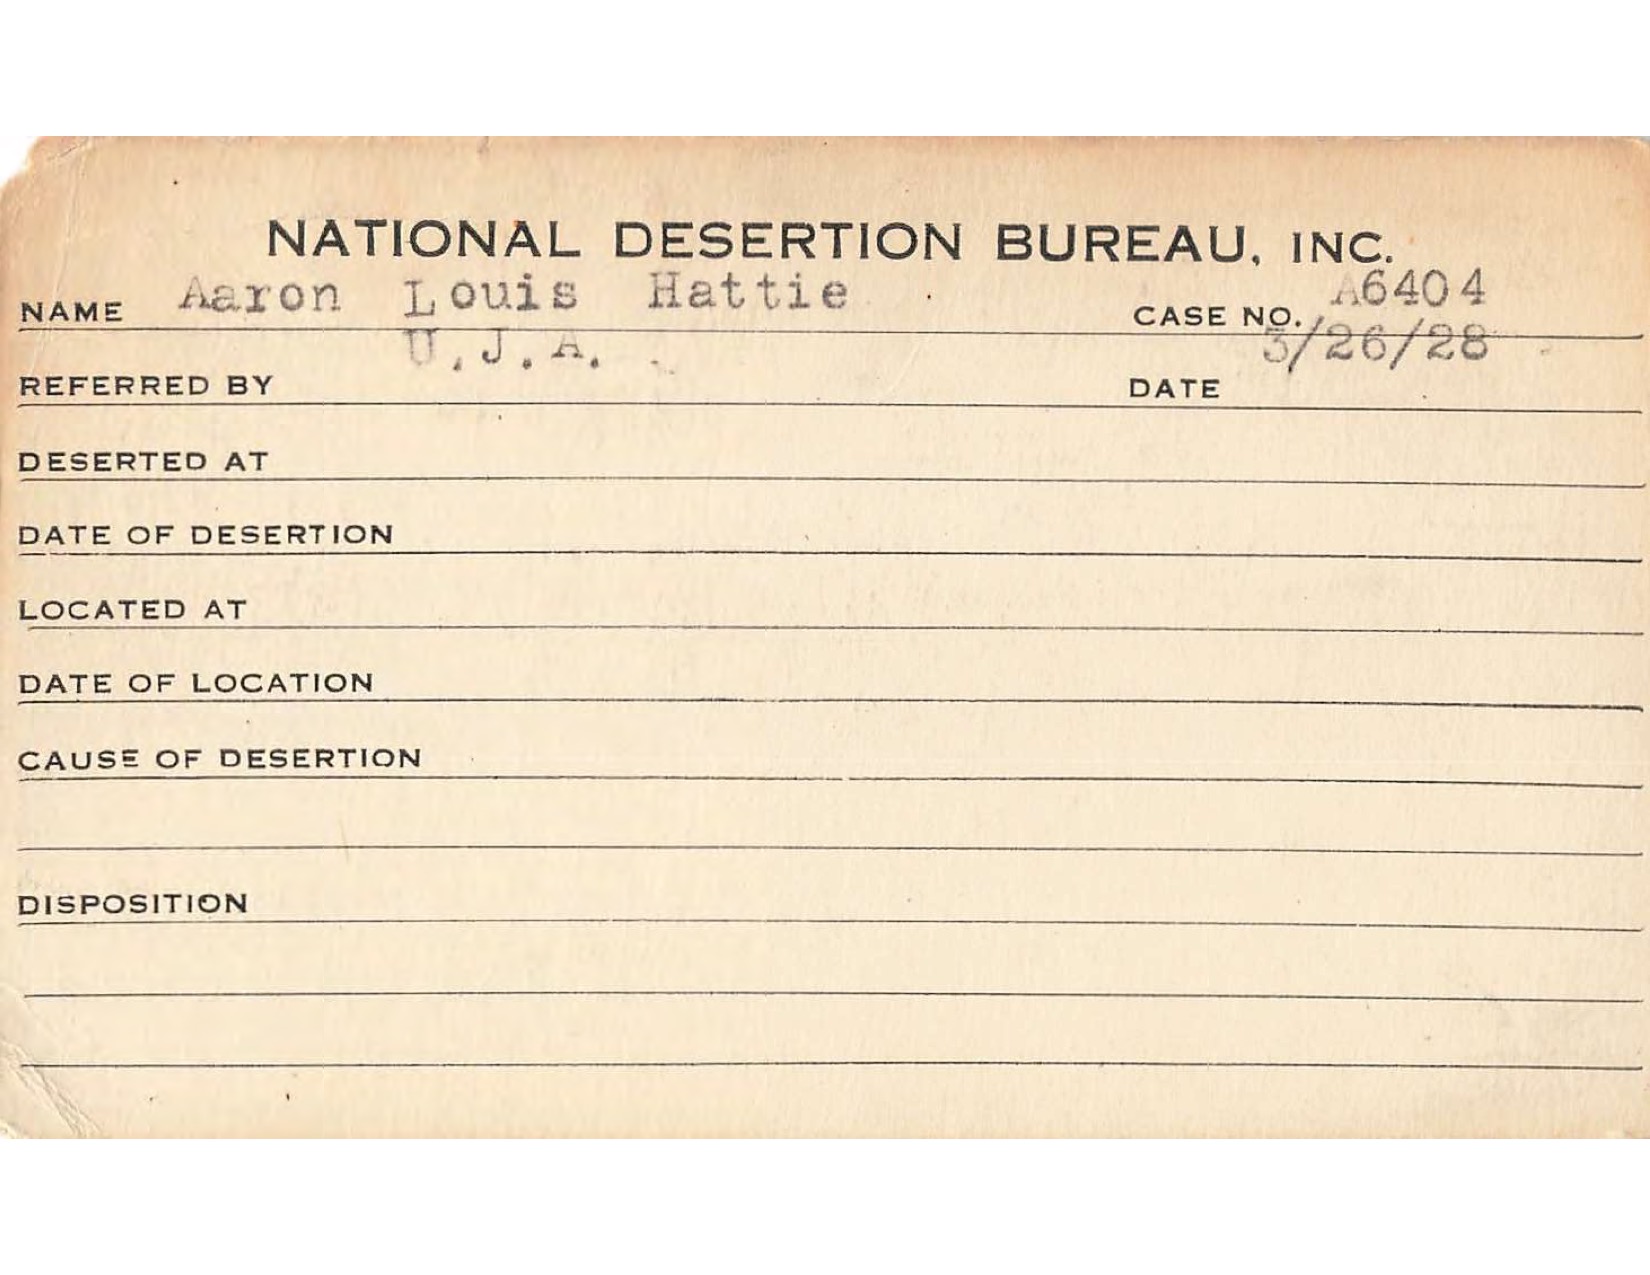 NATIONAL DESERTION BUREAU, INC.
NAME Aaron Louis Hattie CASE NO. A6404
REFERRED BY U.J.A. DATE 3/26/28
DESERTED AT
DATE OF DESERTION
LOCATED AT
DATE OF LOCATION
CAUSE OF DESERTION
DISPOSITION